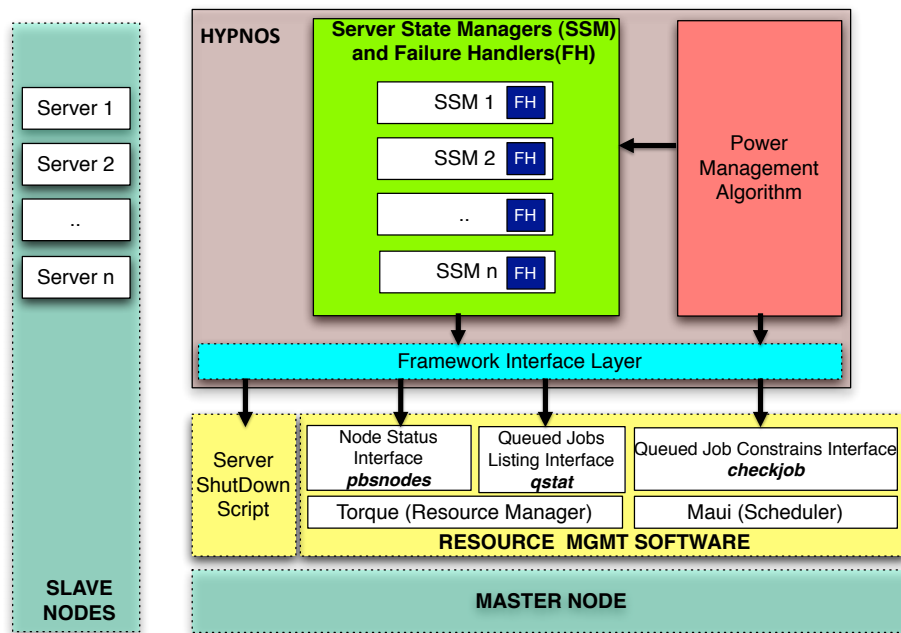 Server 1
Server 2
..
Server n
SLAVE
NODES
HYPNOS
Server State Managers (SSM)
and Failure Handlers(FH)
SSM 1 FH
SSM 2 FH
.. FH
SSM n FH
Power
Management
Algorithm
Framework Interface Layer
Server
ShutDown
Script
Node Status
Interface
pbsnodes
Queued Jobs
Listing Interface
qstat
Queued Job Constrains Interface
checkjob
Torque (Resource Manager)
Maui (Scheduler)
RESOURCE MGMT SOFTWARE
MASTER NODE